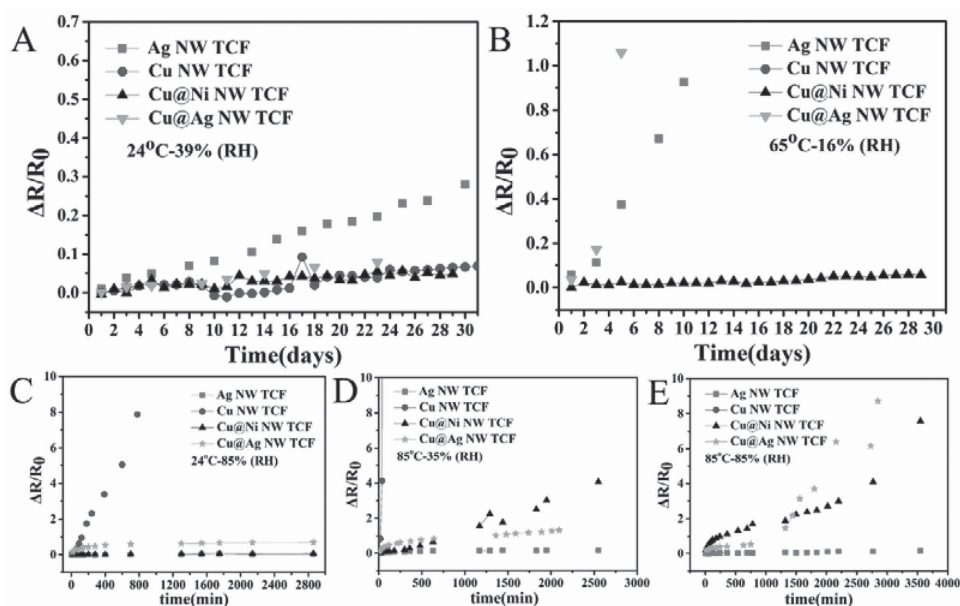 A
0.7
0.6
0.5
0.4
0.3
0.2
0.1
0.0
ΔR/R0
Ag NW TCF
Cu NW TCF
Cu@Ni NW TCF
Cu@Ag NW TCF
24°C-39% (RH)
0 2 4 6 8 10 12 14 16 18 20 22 24 26 28 30
Time(days)
B
1.2
1.0
0.8
0.6
0.4
0.2
0.0
ΔR/R0
Ag NW TCF
Cu NW TCF
Cu@Ni NW TCF
Cu@Ag NW TCF
65°C-16% (RH)
0 2 4 6 8 10 12 14 16 18 20 22 24 26 28 30
Time(days)
C
10
8
6
4
2
0
ΔR/R0
Ag NW TCF
Cu NW TCF
Cu@Ni NW TCF
Cu@Ag NW TCF
24°C-85% (RH)
0 400 800 1200 1600 2000 2400 2800
time(min)
D
8
6
4
2
0
ΔR/R0
Ag NW TCF
Cu NW TCF
Cu@Ni NW TCF
Cu@Ag NW TCF
85°C-35% (RH)
0 500 1000 1500 2000 2500 3000
time(min)
E
10
8
6
4
2
0
ΔR/R0
Ag NW TCF
Cu NW TCF
Cu@Ni NW TCF
Cu@Ag NW TCF
85°C-85% (RH)
0 500 1000 1500 2000 2500 3000 3500 4000
time(min)